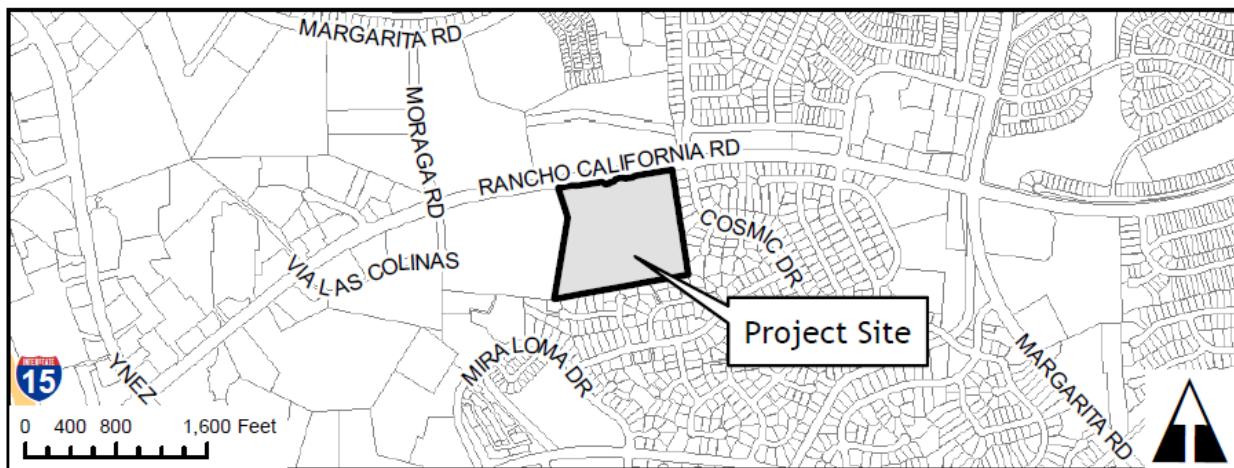 MARGARITA RD
MORAGA RD
RANCHO CALIFORNIA RD
COSMIC DR
VIA LAS COLINAS
Project Site
MIRA LOMA DR
MARGARITA RD
YNEZ
INTERSTATE
15
0 400 800 1,600 Feet